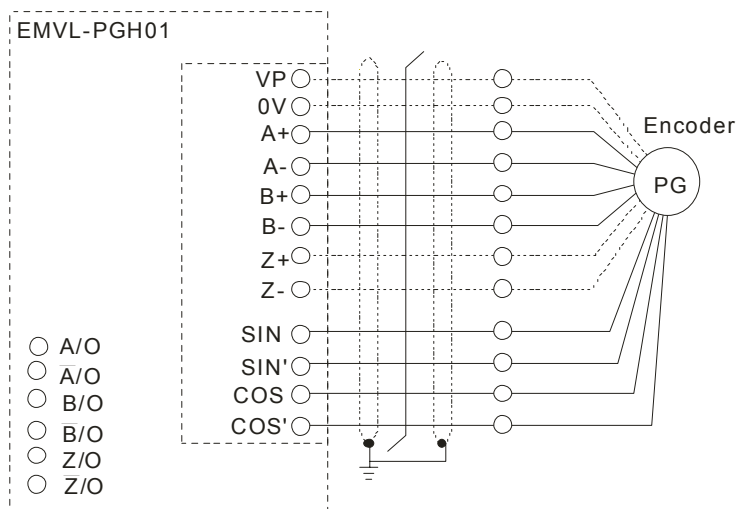 EMVL-PGH01
VP
0V
A+
A-
B+
B-
Z+
Z-
SIN
SIN'
COS
COS'
Encoder
PG
A/O
A̅/O
B/O
B̅/O
Z/O
Z̅/O